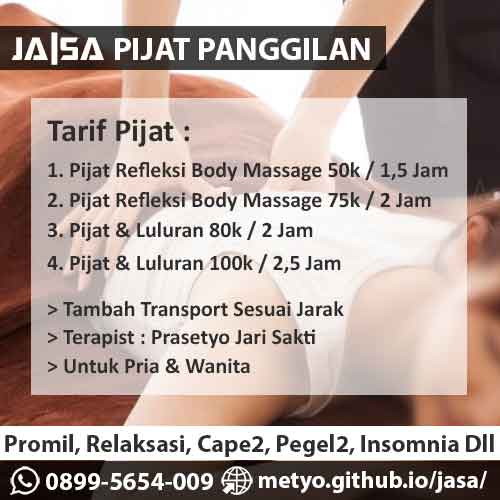 JA|SA PIJAT PANGGILAN
Tarif Pijat :
1. Pijat Refleksi Body Massage 50k / 1,5 Jam
2. Pijat Refleksi Body Massage 75k / 2 Jam
3. Pijat & Luluran 80k / 2 Jam
4. Pijat & Luluran 100k / 2,5 Jam
> Tambah Transport Sesuai Jarak
> Terapist : Prasetyo Jari Sakti
> Untuk Pria & Wanita
Promil, Relaksasi, Cape2, Pegel2, Insomnia Dll
0899-5654-009 metyo.github.io/jasa/